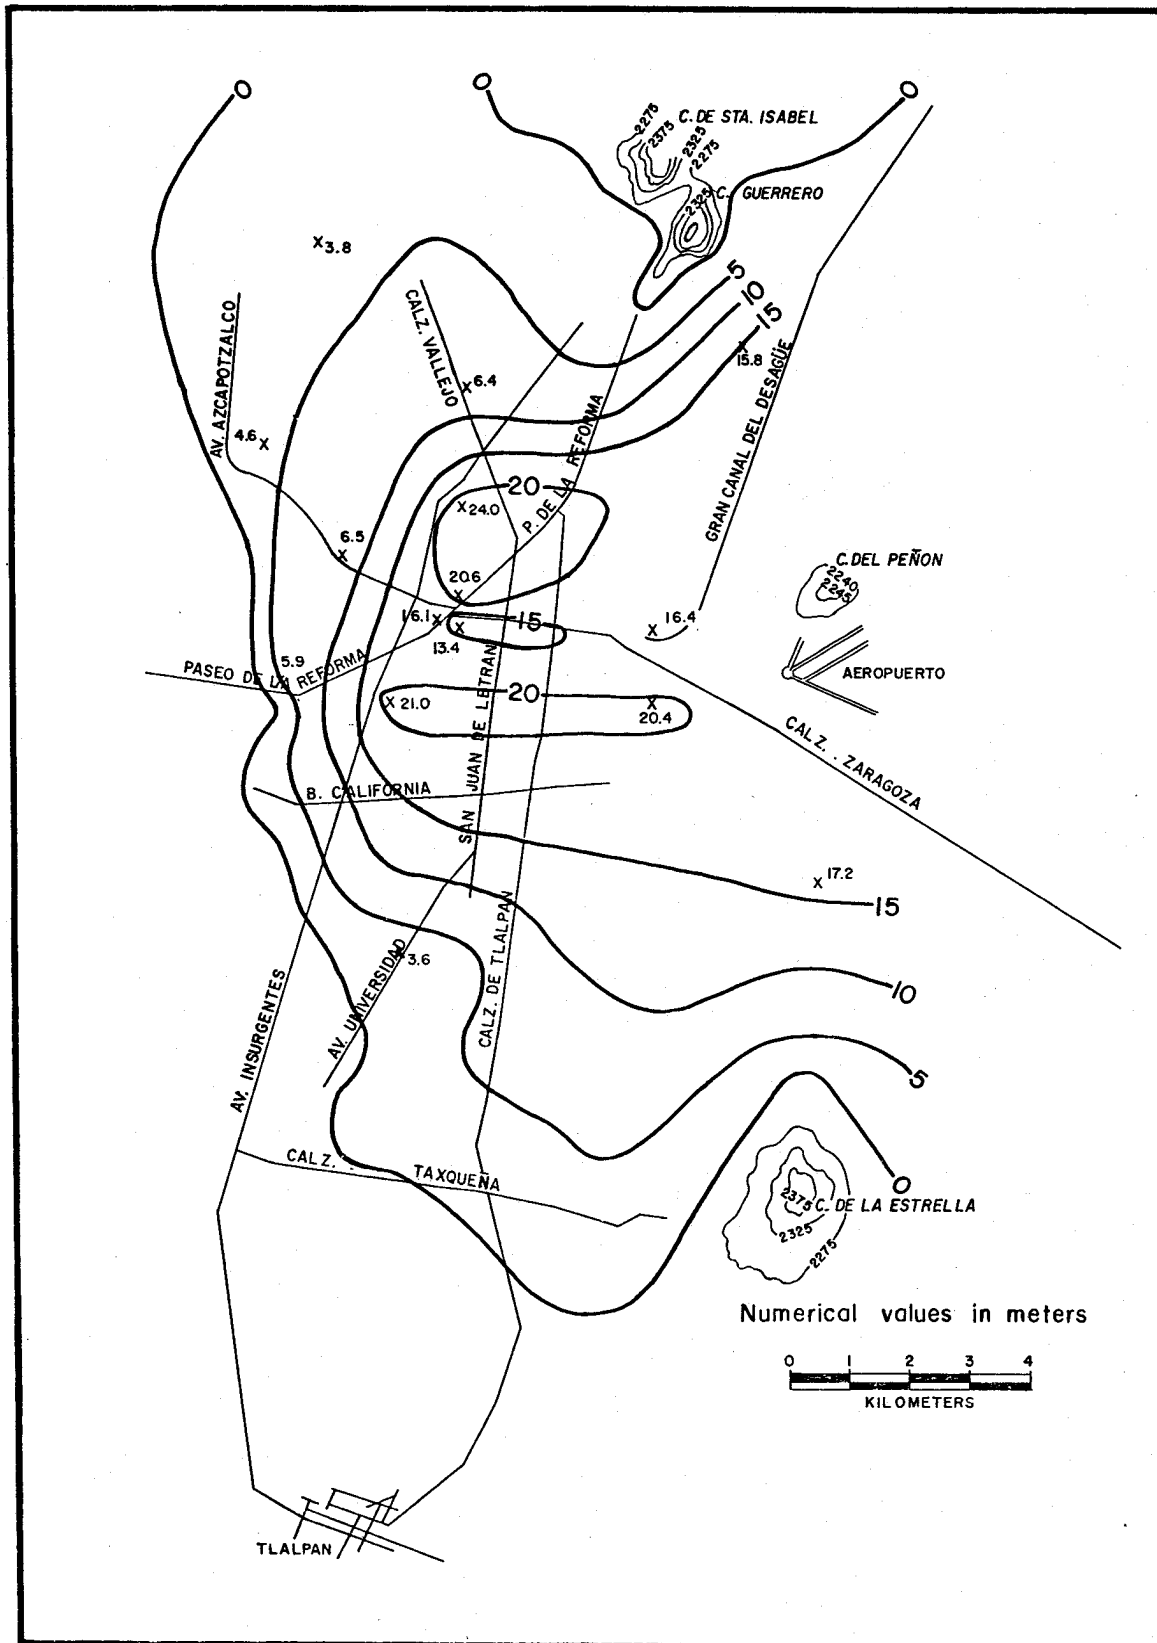 0
0
0
C. DE STA. ISABEL
2275
2375
2325
2275
2325
C. GUERRERO
3.8
5
10
15
15.8
CALZ. VALLEJO
AV. AZCAPOTZALCO
6.4
4.6
P. DE LA REFORMA
GRAN CANAL DEL DESAGÜE
20
24.0
6.5
20.6
C. DEL PEÑON
2240
2245
16.1
15
16.4
13.4
5.9
PASEO DE LA REFORMA
AEROPUERTO
21.0
20
20.4
SAN JUAN DE LETRAN
CALZ. ZARAGOZA
B. CALIFORNIA
17.2
15
3.6
AV. UNIVERSIDAD
CALZ. DE TLALPAN
10
AV. INSURGENTES
5
CALZ. TAXQUEÑA
0
2375
C. DE LA ESTRELLA
2325
2275
Numerical values in meters
0 1 2 3 4
KILOMETERS
TLALPAN